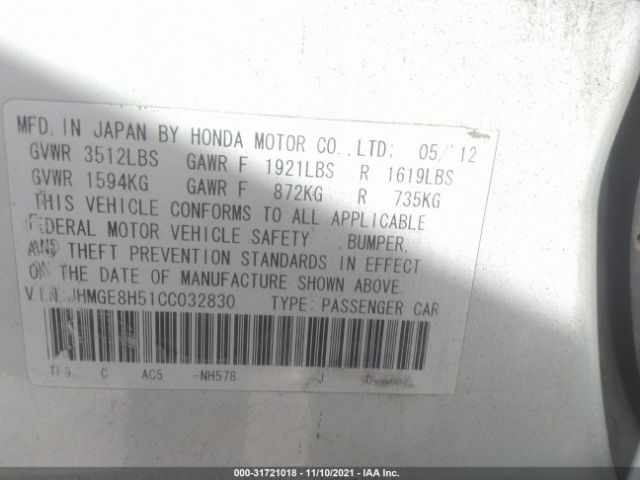 MFD. IN JAPAN BY HONDA MOTOR CO., LTD: 05/ 12
GVWR 3512LBS GAWR F 1921LBS R 1619LBS
GVWR 1594KG GAWR F 872KG R 735KG
THIS VEHICLE CONFORMS TO ALL APPLICABLE
FEDERAL MOTOR VEHICLE SAFETY BUMPER,
AND THEFT PREVENTION STANDARDS IN EFFECT
ON THE DATE OF MANUFACTURE SHOWN ABOVE.
V.I.N: JHMGE8H51CC032830 TYPE: PASSENGER CAR
C AC5 -NH578 -J
000-31721018 - 11/10/2021 - IAA Inc.